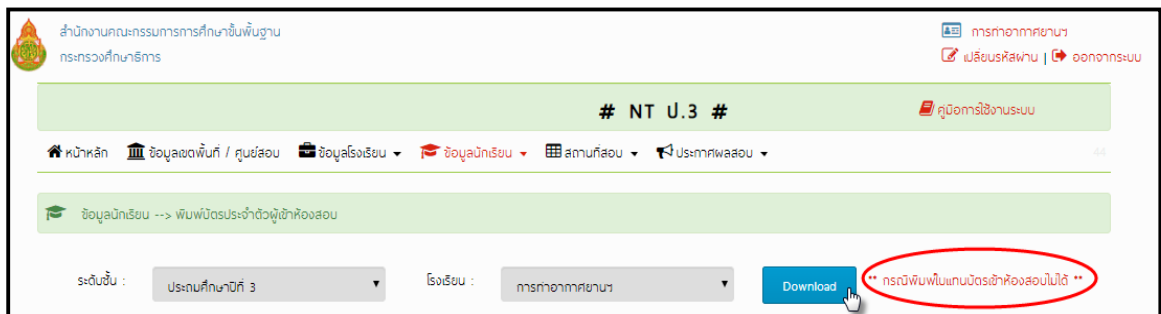 สำนักงานคณะกรรมการการศึกษาขั้นพื้นฐาน
กระทรวงศึกษาธิการ
การท่าอากาศยานฯ
เปลี่ยนรหัสผ่าน | ออกจากระบบ
# NT ป.3 #
คู่มือการใช้งานระบบ
หน้าหลัก ข้อมูลเขตพื้นที่ / ศูนย์สอบ ข้อมูลโรงเรียน ข้อมูลนักเรียน สถานที่สอบ ประกาศผลสอบ 44
ข้อมูลนักเรียน --> พิมพ์บัตรประจำตัวผู้เข้าห้องสอบ
ระดับชั้น : ประถมศึกษาปีที่ 3 โรงเรียน : การท่าอากาศยานฯ Download ** กรณีพิมพ์ใบแทนบัตรเข้าห้องสอบไม่ได้ **